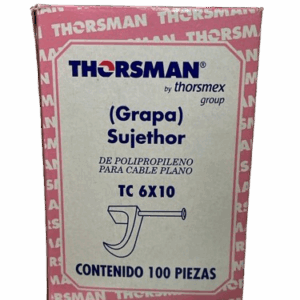 THORSMAN®
by thorsmex
group
(Grapa)
Sujethor
DE POLIPROPILENO
PARA CABLE PLANO
TC 6X10
CONTENIDO 100 PIEZAS